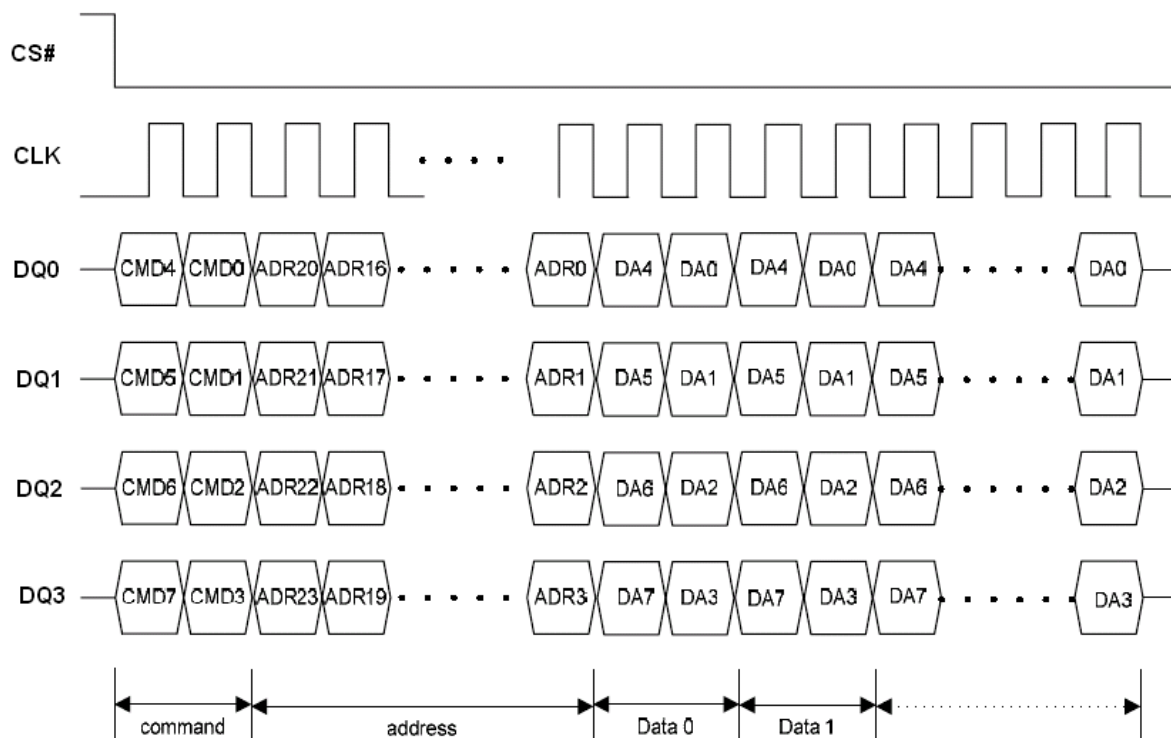 CS#
CLK
DQ0 CMD4 CMD0 ADR20 ADR16 ADR0 DA4 DA0 DA4 DA0 DA4 DA0
DQ1 CMD5 CMD1 ADR21 ADR17 ADR1 DA5 DA1 DA5 DA1 DA5 DA1
DQ2 CMD6 CMD2 ADR22 ADR18 ADR2 DA6 DA2 DA6 DA2 DA6 DA2
DQ3 CMD7 CMD3 ADR23 ADR19 ADR3 DA7 DA3 DA7 DA3 DA7 DA3
command address Data 0 Data 1